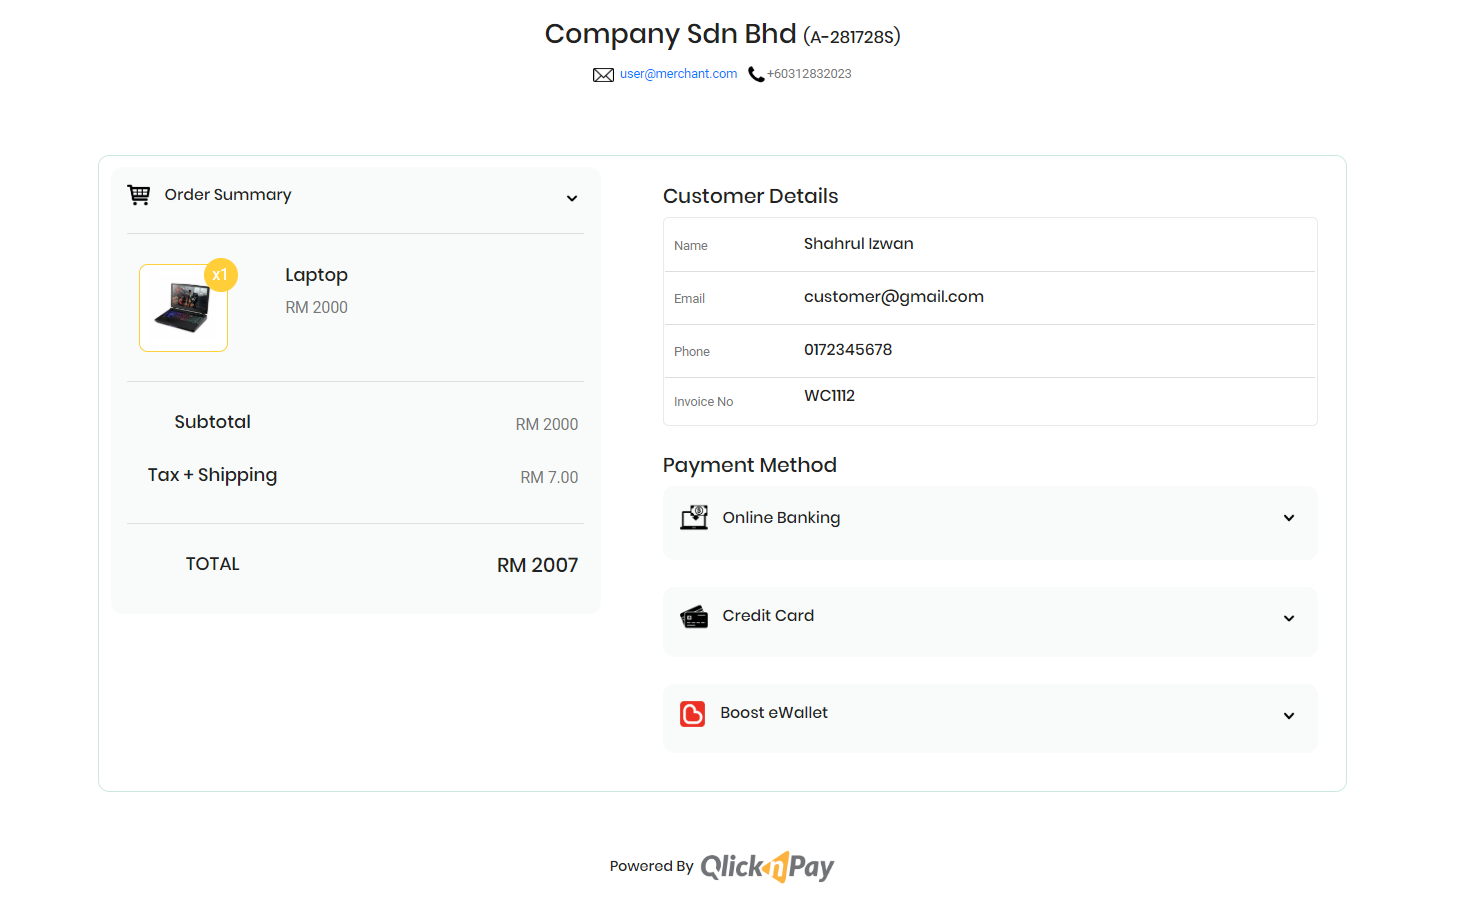 Company Sdn Bhd (A-281728S)
user@merchant.com +60312832023
Order Summary
x1
Laptop
RM 2000
Subtotal RM 2000
Tax + Shipping RM 7.00
TOTAL RM 2007
Customer Details
Name Shahrul Izwan
Email customer@gmail.com
Phone 0172345678
Invoice No WC1112
Payment Method
Online Banking
Credit Card
Boost eWallet
Powered By QlicknPay